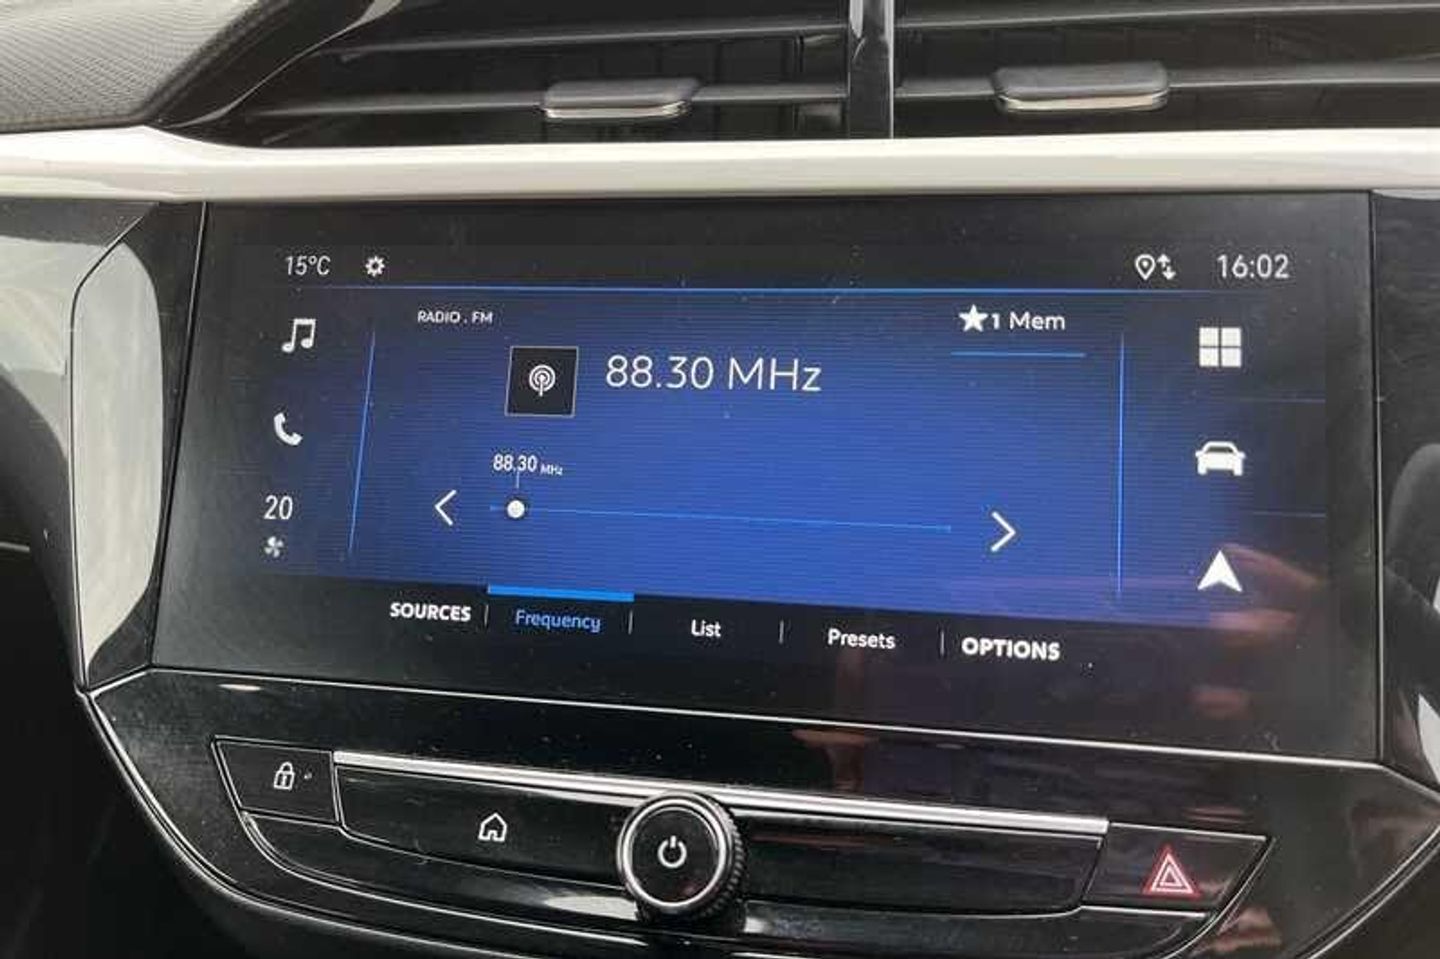 15°C
16:02
RADIO . FM
1 Mem
88.30 MHz
88.30 MHz
20
SOURCES
Frequency
List
Presets
OPTIONS